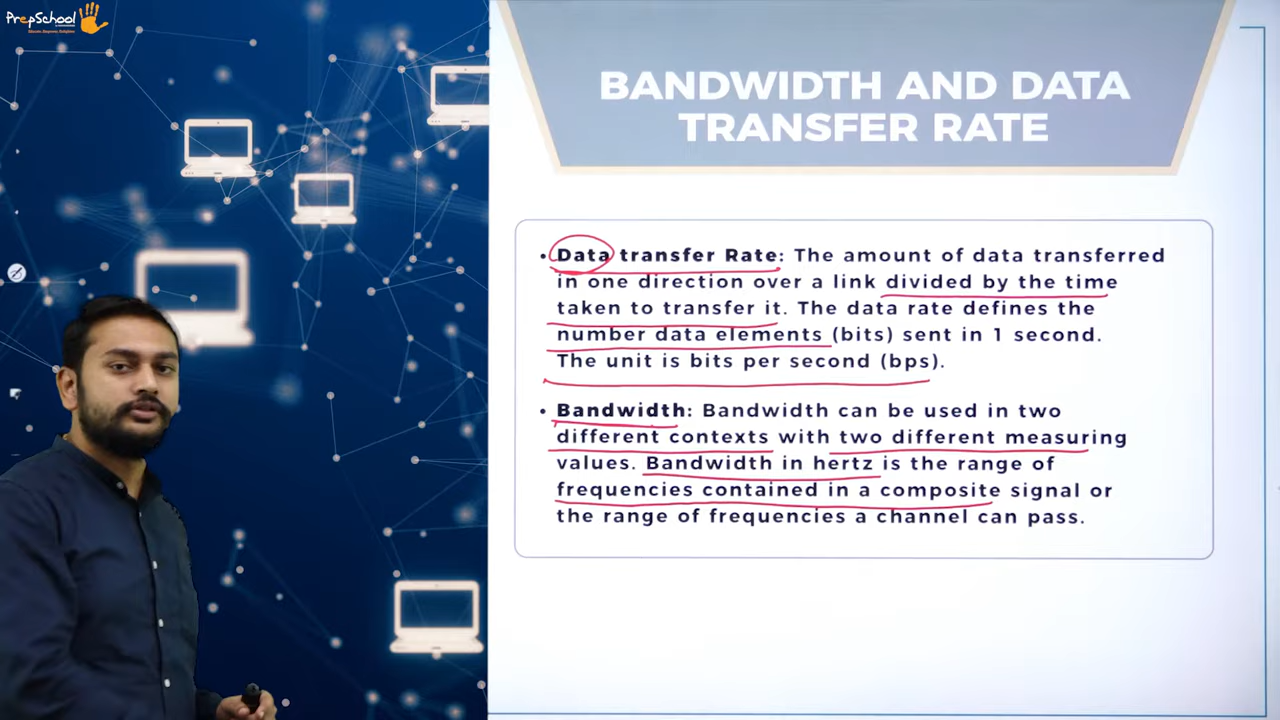 PrepSchool
BANDWIDTH AND DATA
TRANSFER RATE
• Data transfer Rate: The amount of data transferred
in one direction over a link divided by the time
taken to transfer it. The data rate defines the
number data elements (bits) sent in 1 second.
The unit is bits per second (bps).
• Bandwidth: Bandwidth can be used in two
different contexts with two different measuring
values. Bandwidth in hertz is the range of
frequencies contained in a composite signal or
the range of frequencies a channel can pass.